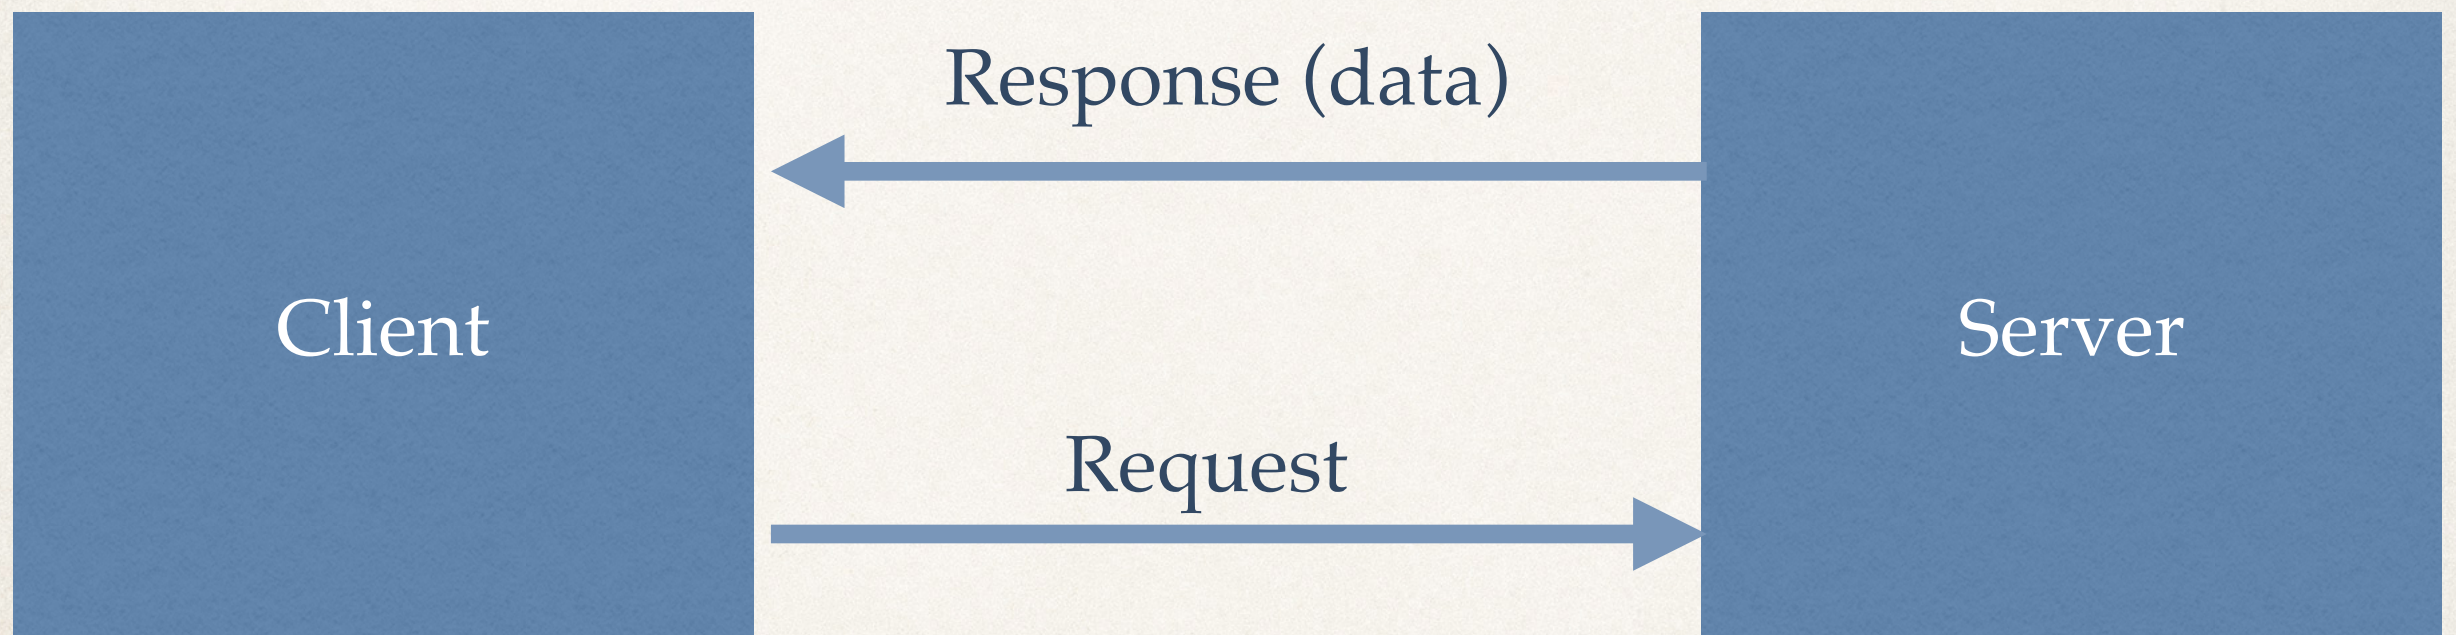 Response (data)
Client
Server
Request